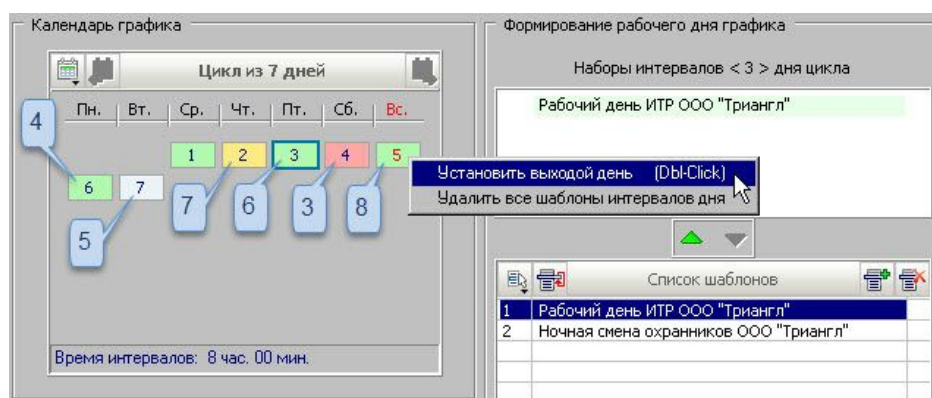 Календарь графика
Цикл из 7 дней
Пн. Вт. Ср. Чт. Пт. Сб. Вс.
4
1 2 3 4 5
6 7
7 6 3 8
5
Время интервалов: 8 час. 00 мин.
Формирование рабочего дня графика
Наборы интервалов < 3 > дня цикла
Рабочий день ИТР ООО "Триангл"
Установить выходой день (Dbl-Click)
Удалить все шаблоны интервалов дня
Список шаблонов
1 Рабочий день ИТР ООО "Триангл"
2 Ночная смена охранников ООО "Триангл"